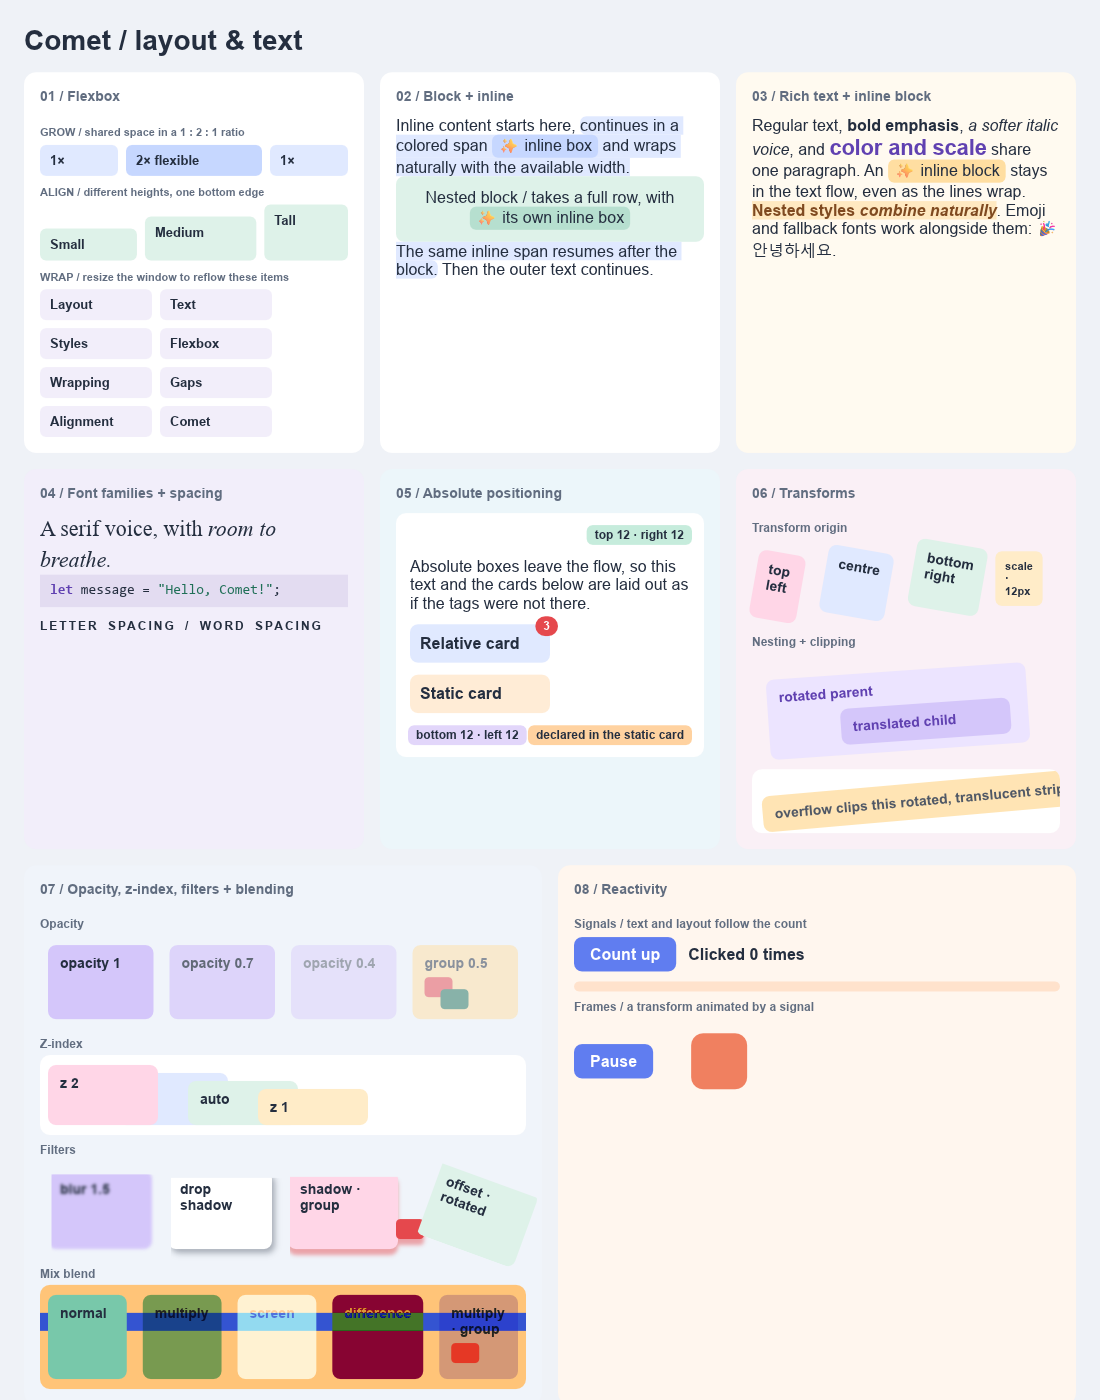 Comet / layout & text
01 / Flexbox
GROW / shared space in a 1 : 2 : 1 ratio
1× 2× flexible 1×
ALIGN / different heights, one bottom edge
Small Medium Tall
WRAP / resize the window to reflow these items
Layout Text
Styles Flexbox
Wrapping Gaps
Alignment Comet
02 / Block + inline
Inline content starts here, continues in a
colored span ✨ inline box and wraps
naturally with the available width.
Nested block / takes a full row, with
✨ its own inline box
The same inline span resumes after the
block. Then the outer text continues.
03 / Rich text + inline block
Regular text, bold emphasis, a softer italic
voice, and color and scale share
one paragraph. An ✨ inline block stays
in the text flow, even as the lines wrap.
Nested styles combine naturally. Emoji
and fallback fonts work alongside them: 🎉
안녕하세요.
04 / Font families + spacing
A serif voice, with room to
breathe.
let message = "Hello, Comet!";
LETTER SPACING / WORD SPACING
05 / Absolute positioning
top 12 · right 12
Absolute boxes leave the flow, so this
text and the cards below are laid out as
if the tags were not there.
Relative card 3
Static card
bottom 12 · left 12 declared in the static card
06 / Transforms
Transform origin
top
left
centre
bottom
right
scale
·
12px
Nesting + clipping
rotated parent
translated child
overflow clips this rotated, translucent strip
07 / Opacity, z-index, filters + blending
Opacity
opacity 1 opacity 0.7 opacity 0.4 group 0.5
Z-index
z 2 auto z 1
Filters
blur 1.5
drop
shadow
shadow ·
group
offset ·
rotated
Mix blend
normal multiply screen difference multiply
· group
08 / Reactivity
Signals / text and layout follow the count
Count up Clicked 0 times
Frames / a transform animated by a signal
Pause